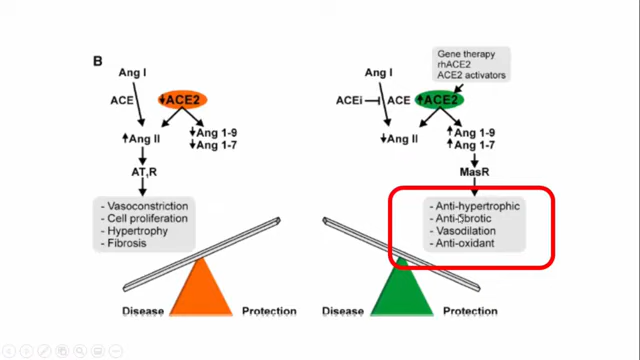 B
Ang I
ACE
↓ACE2
↑Ang II
↓Ang 1-9
↓Ang 1-7
AT₁R
- Vasoconstriction
- Cell proliferation
- Hypertrophy
- Fibrosis
Disease
Protection
Gene therapy
rhACE2
ACE2 activators
Ang I
ACEi
ACE
↑ACE2
↓Ang II
↑Ang 1-9
↑Ang 1-7
MasR
- Anti-hypertrophic
- Anti-fibrotic
- Vasodilation
- Anti-oxidant
Disease
Protection